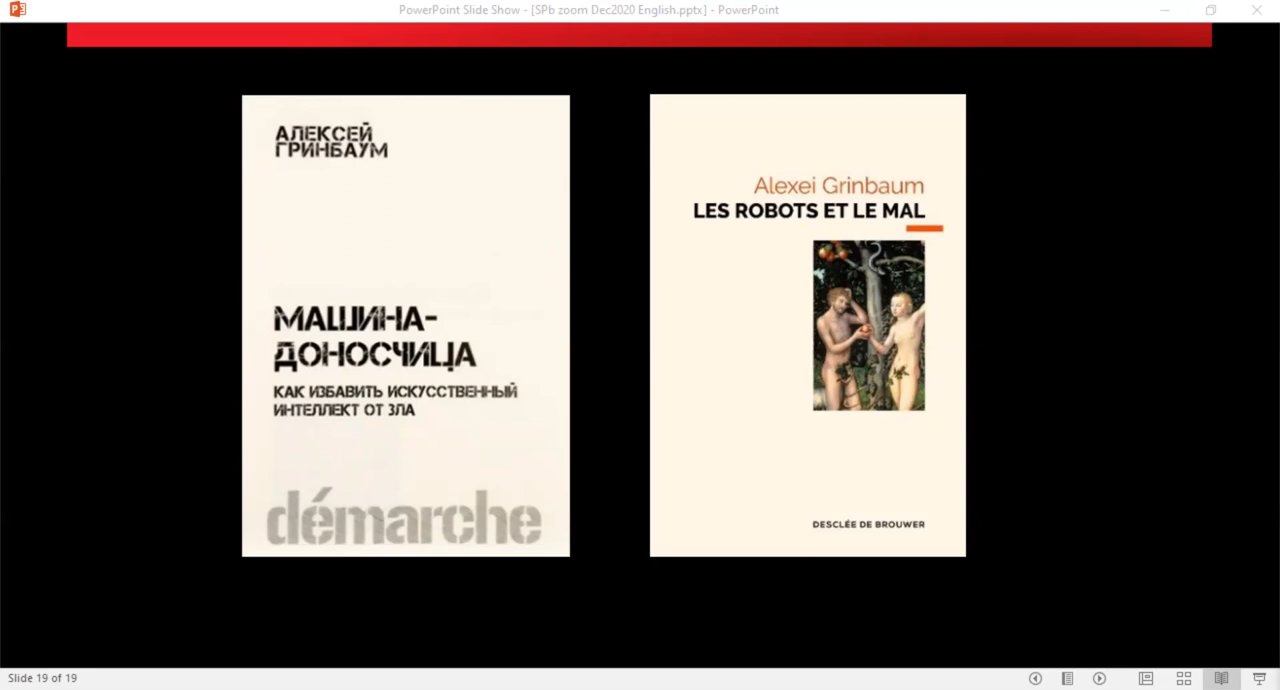 PowerPoint Slide Show - [SPb zoom Dec2020 English.pptx] - PowerPoint
АЛЕКСЕЙ
ГРИНБАУМ
МАШИНА-
ДОНОСЧИЦА
КАК ИЗБАВИТЬ ИСКУССТВЕННЫЙ
ИНТЕЛЛЕКТ ОТ ЗЛА
démarche
Alexei Grinbaum
LES ROBOTS ET LE MAL
DESCLÉE DE BROUWER
Slide 19 of 19